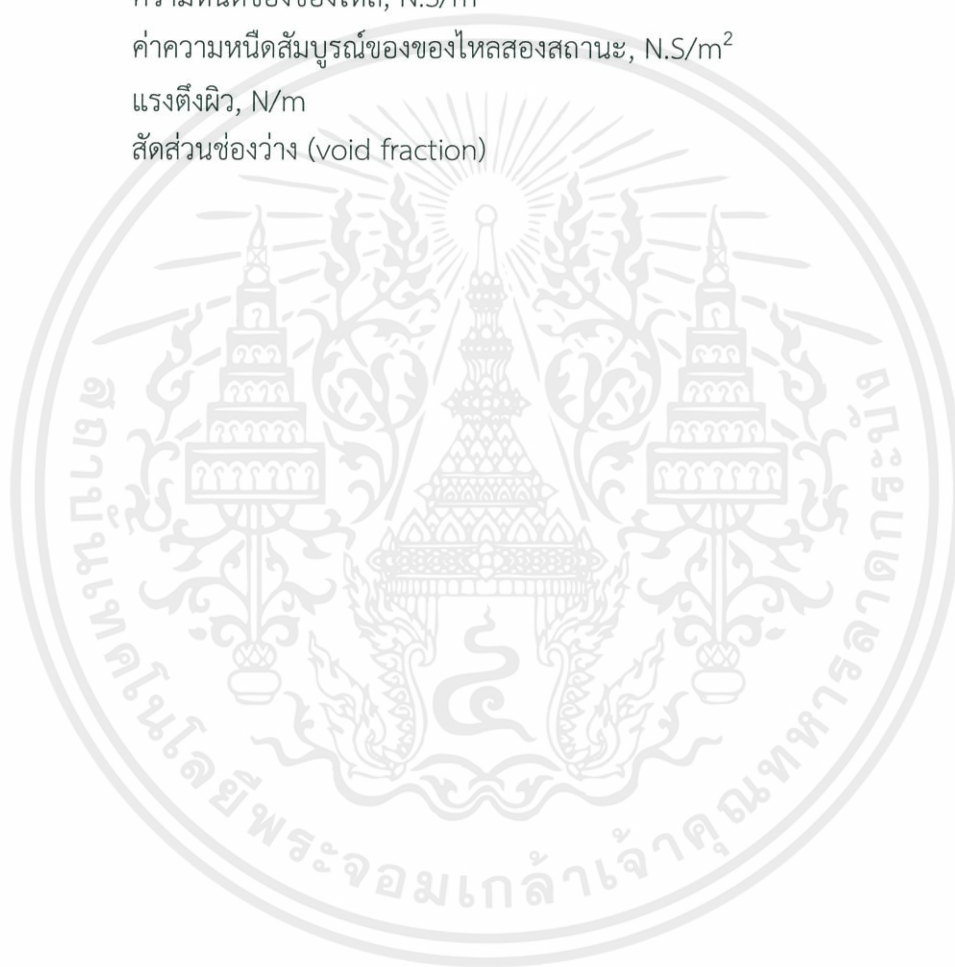 ค่าความหนืดสัมบูรณ์ของของไหลสองสถานะ, N.S/m²
แรงตึงผิว, N/m
สัดส่วนช่องว่าง (void fraction)
สถาบันเทคโนโลยีพระจอมเกล้าเจ้าคุณทหารลาดกระบัง